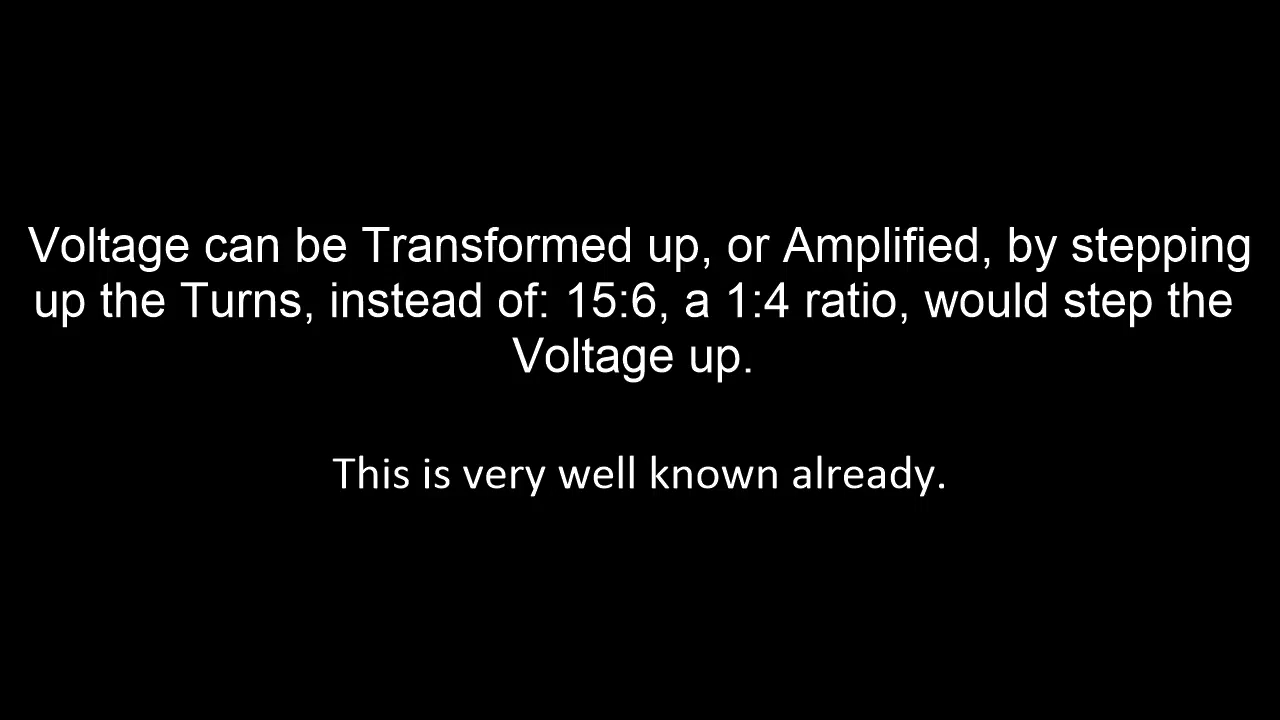 Voltage can be Transformed up, or Amplified, by stepping
up the Turns, instead of: 15:6, a 1:4 ratio, would step the
Voltage up.
This is very well known already.